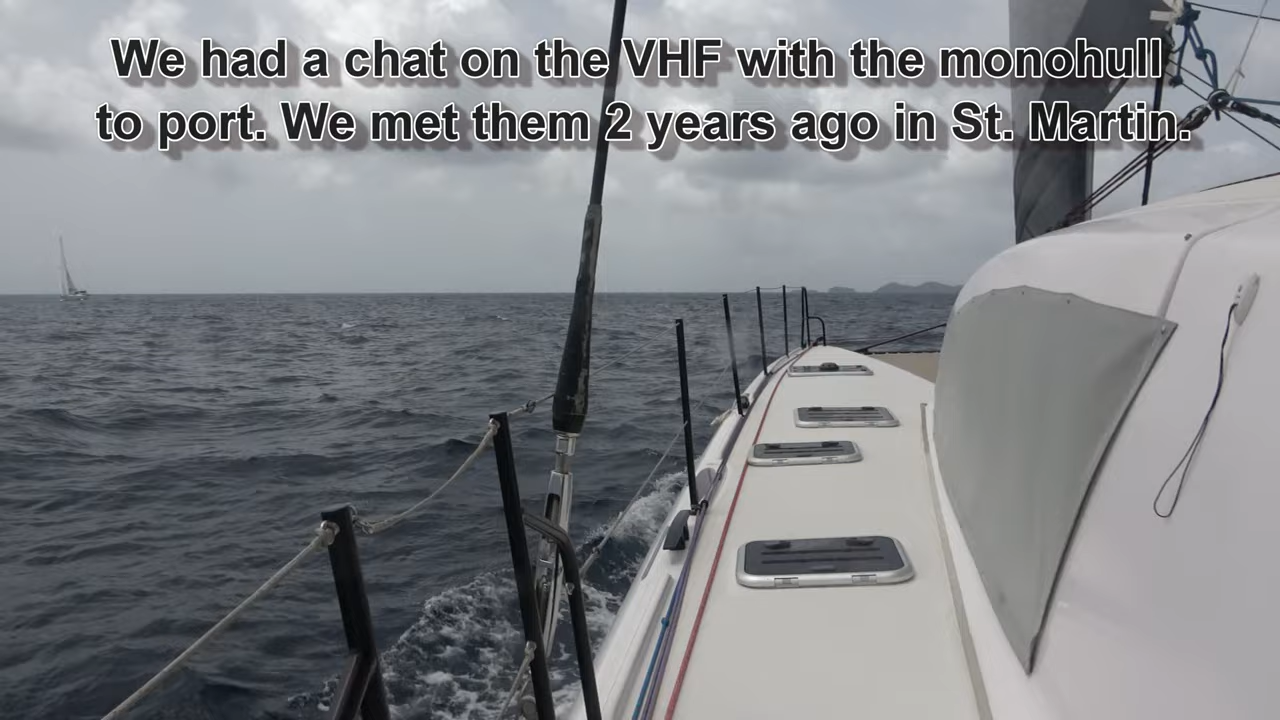 We had a chat on the VHF with the monohull
to port. We met them 2 years ago in St. Martin.